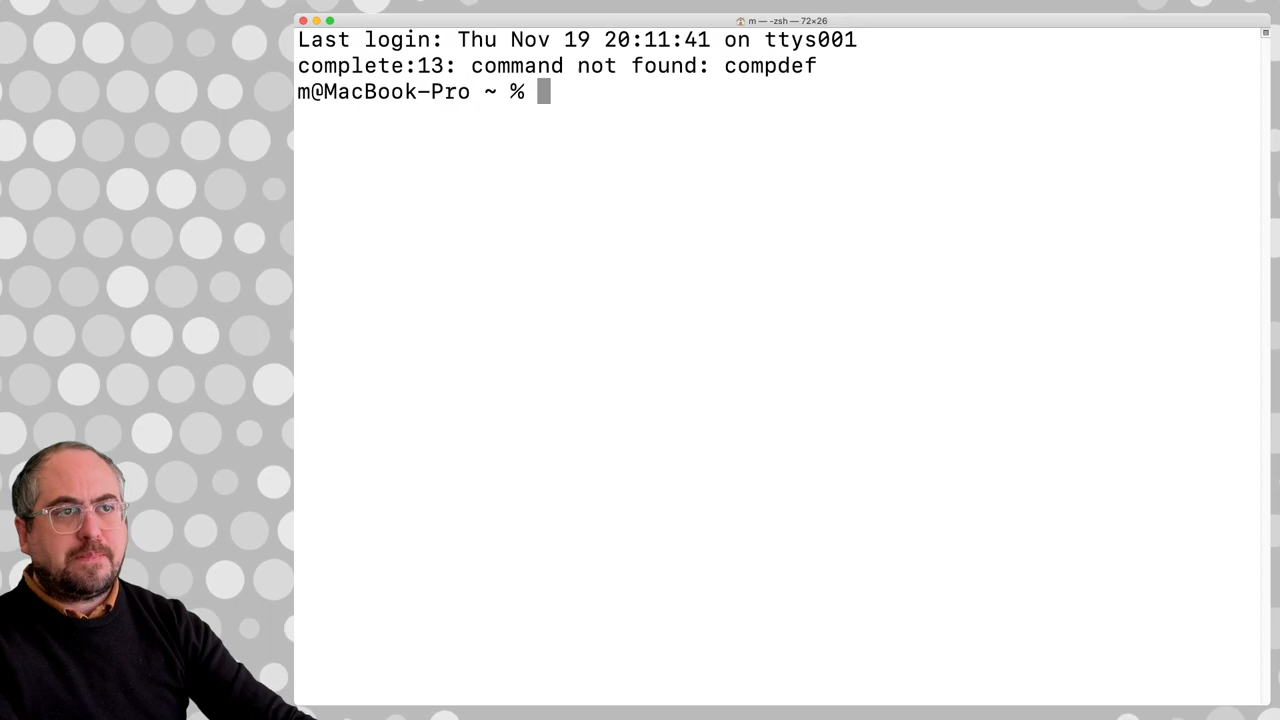 m — -zsh — 72×26
Last login: Thu Nov 19 20:11:41 on ttys001
complete:13: command not found: compdef
m@MacBook-Pro ~ %